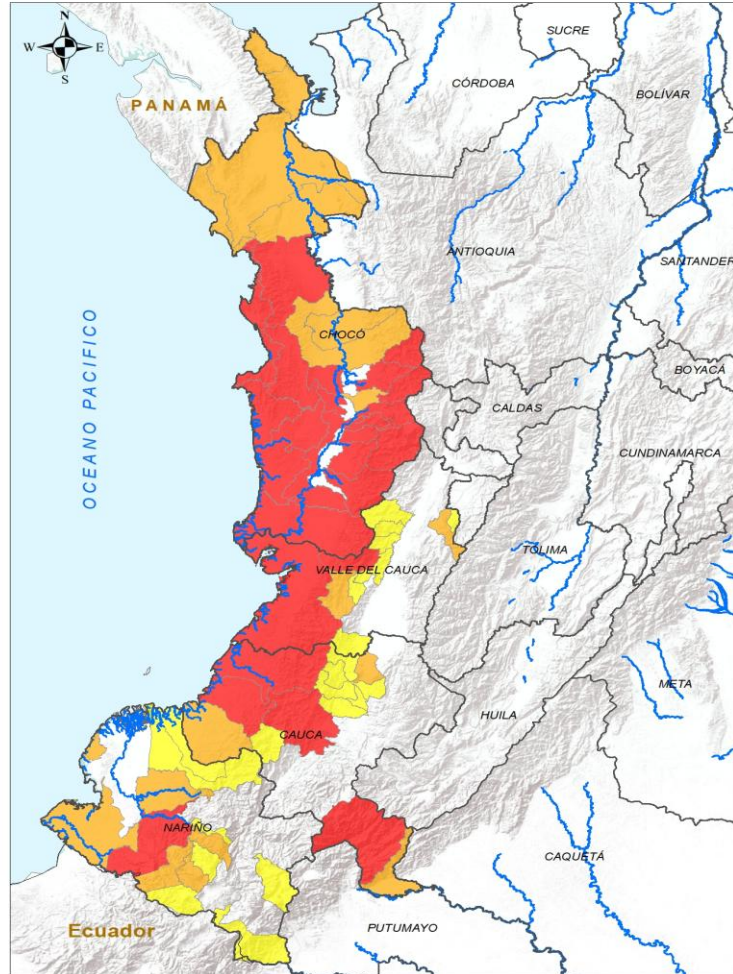 N
W E
S
PANAMÁ
SUCRE
CÓRDOBA
BOLÍVAR
ANTIOQUIA
SANTANDER
OCEANO PACIFICO
CHOCÓ
BOYACÁ
CALDAS
CUNDINAMARCA
TOLIMA
VALLE DEL CAUCA
META
HUILA
CAUCA
NARIÑO
CAQUETÁ
PUTUMAYO
Ecuador